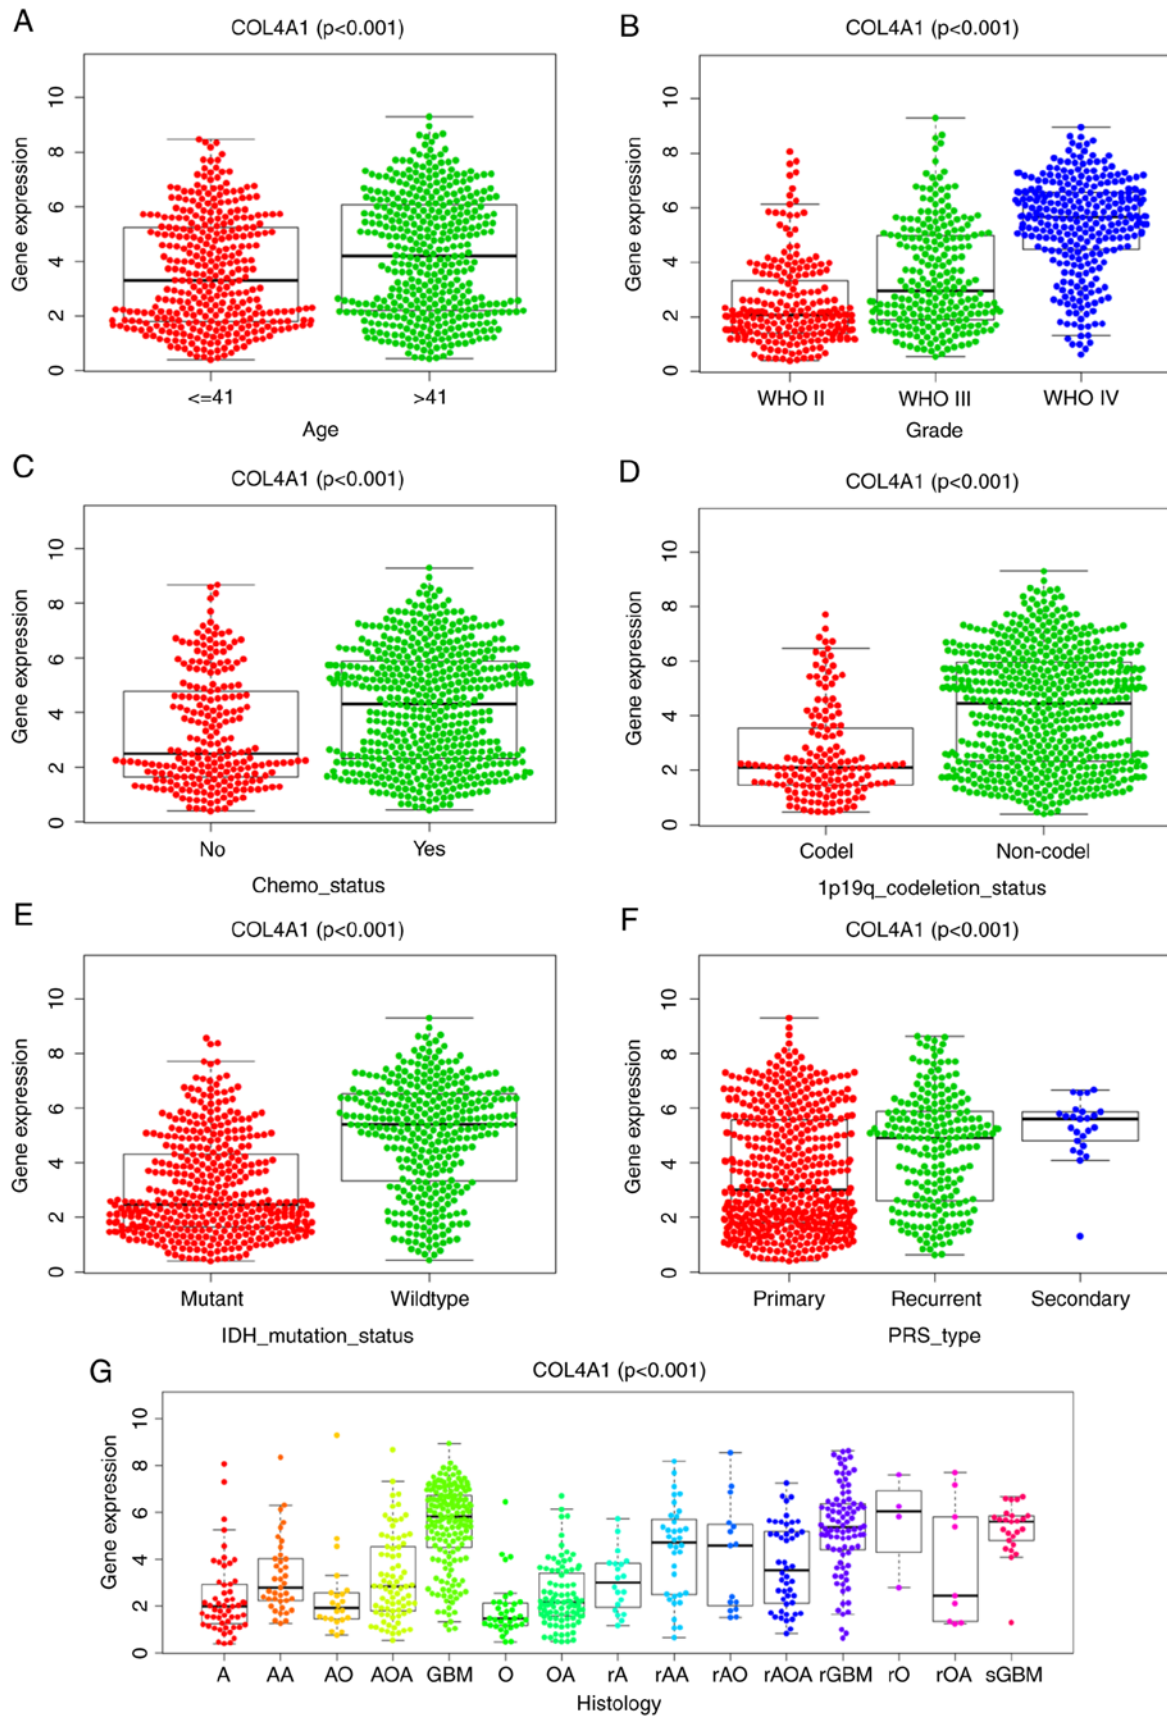 A
COL4A1 (p<0.001)
Gene expression
10
8
6
4
2
0
<=41
>41
Age
B
COL4A1 (p<0.001)
Gene expression
10
8
6
4
2
0
WHO II
WHO III
WHO IV
Grade
C
COL4A1 (p<0.001)
Gene expression
10
8
6
4
2
0
No
Yes
Chemo_status
D
COL4A1 (p<0.001)
Gene expression
10
8
6
4
2
0
Codel
Non-codel
1p19q_codeletion_status
E
COL4A1 (p<0.001)
Gene expression
10
8
6
4
2
0
Mutant
Wildtype
IDH_mutation_status
F
COL4A1 (p<0.001)
Gene expression
10
8
6
4
2
0
Primary
Recurrent
Secondary
PRS_type
G
COL4A1 (p<0.001)
Gene expression
10
8
6
4
2
0
A
AA
AO
AOA
GBM
O
OA
rA
rAA
rAO
rAOA
rGBM
rO
rOA
sGBM
Histology